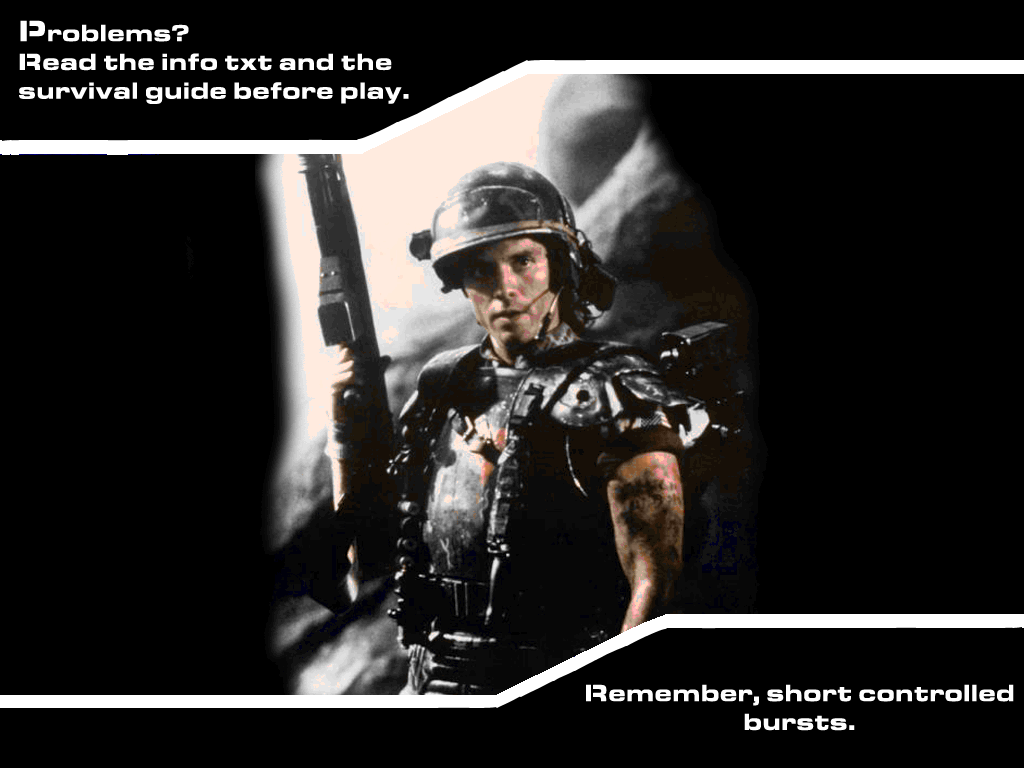 Problems?
Read the info txt and the
survival guide before play.
Remember, short controlled
bursts.